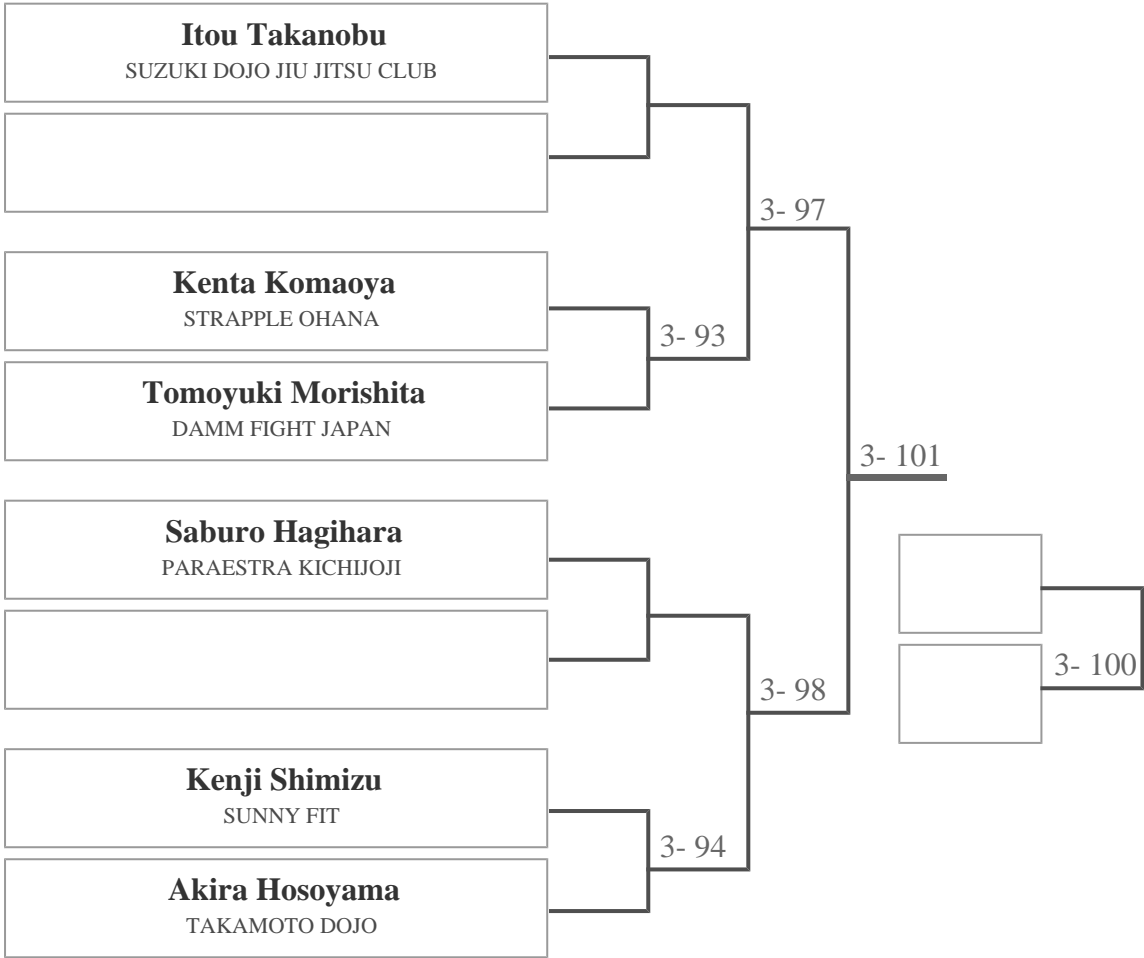 Itou Takanobu
SUZUKI DOJO JIU JITSU CLUB
3- 97
Kenta Komaoya
STRAPPLE OHANA
3- 93
Tomoyuki Morishita
DAMM FIGHT JAPAN
3- 101
Saburo Hagihara
PARAESTRA KICHIJOJI
3- 100
3- 98
Kenji Shimizu
SUNNY FIT
3- 94
Akira Hosoyama
TAKAMOTO DOJO